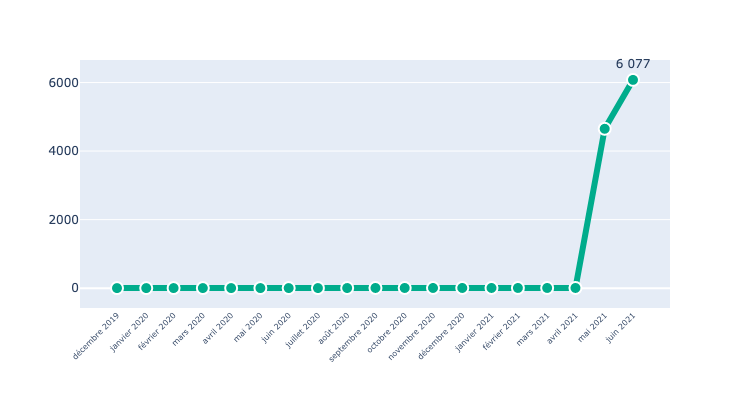 6 077
6000
4000
2000
0
décembre 2019
janvier 2020
février 2020
mars 2020
avril 2020
mai 2020
juin 2020
juillet 2020
août 2020
septembre 2020
octobre 2020
novembre 2020
décembre 2020
janvier 2021
février 2021
mars 2021
avril 2021
mai 2021
juin 2021